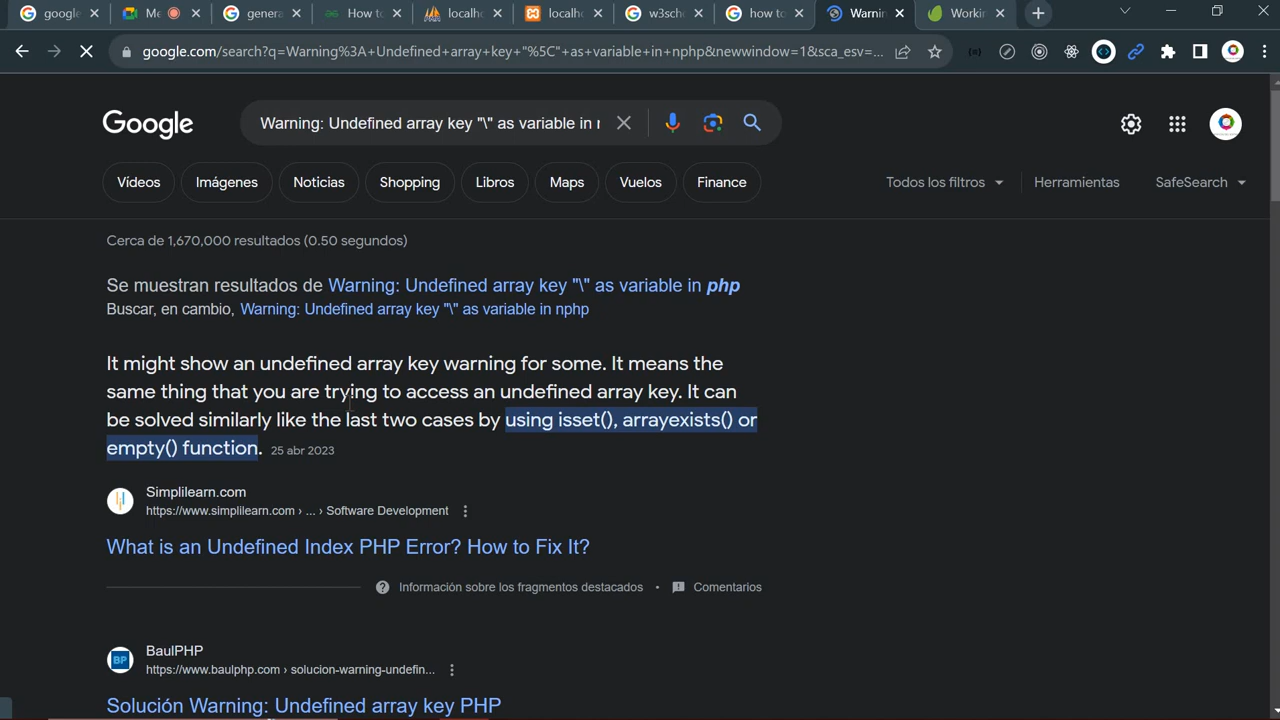 google
Me
genera
How to
localh
localh
w3scho
how to
Warnin
Workin
google.com/search?q=Warning%3A+Undefined+array+key+"%5C"+as+variable+in+nphp&newwindow=1&sca_esv=...
Google
Warning: Undefined array key "\" as variable in r
Vídeos
Imágenes
Noticias
Shopping
Libros
Maps
Vuelos
Finance
Todos los filtros
Herramientas
SafeSearch
Cerca de 1,670,000 resultados (0.50 segundos)
Se muestran resultados de Warning: Undefined array key "\" as variable in php
Buscar, en cambio, Warning: Undefined array key "\" as variable in nphp
It might show an undefined array key warning for some. It means the
same thing that you are trying to access an undefined array key. It can
be solved similarly like the last two cases by using isset(), arrayexists() or
empty() function. 25 abr 2023
Simplilearn.com
https://www.simplilearn.com › ... › Software Development
What is an Undefined Index PHP Error? How to Fix It?
Información sobre los fragmentos destacados
Comentarios
BP
BaulPHP
https://www.baulphp.com › solucion-warning-undefin...
Solución Warning: Undefined array key PHP